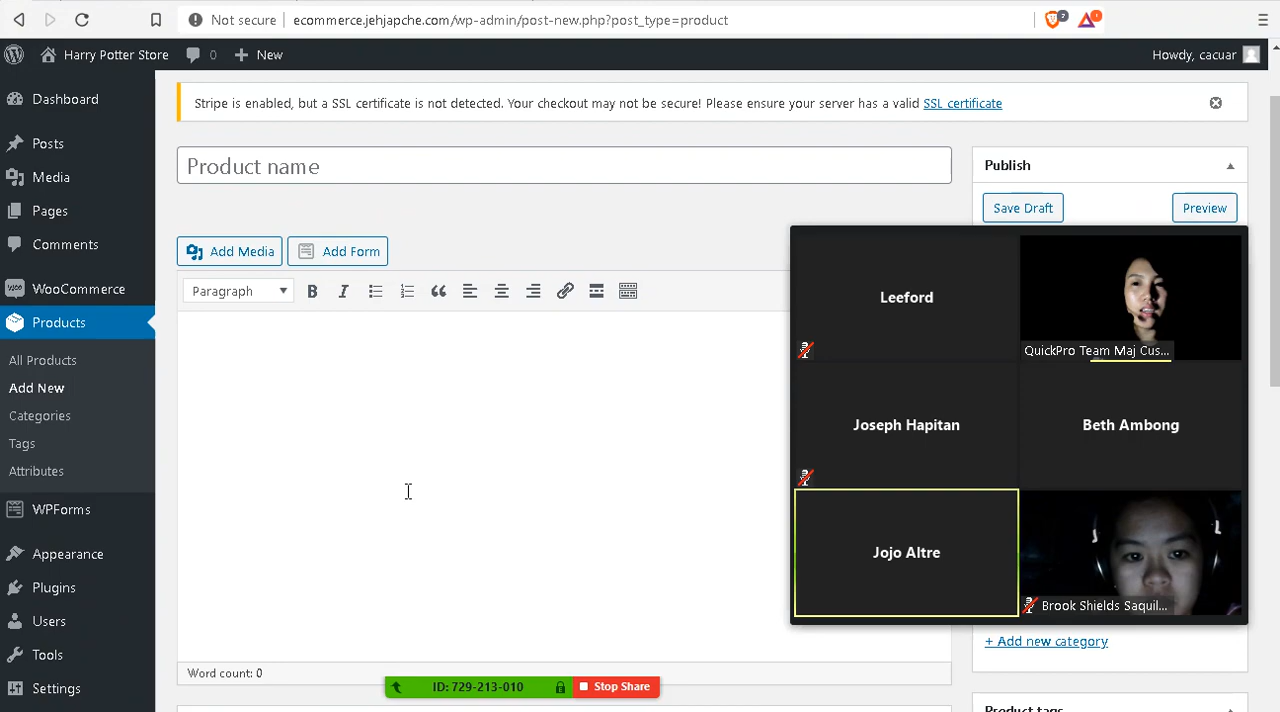 Not secure | ecommerce.jehjapche.com/wp-admin/post-new.php?post_type=product
2
1
Harry Potter Store
0
New
Howdy, cacuar
Dashboard
Posts
Media
Pages
Comments
WooCommerce
Products
All Products
Add New
Categories
Tags
Attributes
WPForms
Appearance
Plugins
Users
Tools
Settings
Stripe is enabled, but a SSL certificate is not detected. Your checkout may not be secure! Please ensure your server has a valid SSL certificate
Product name
Publish
Save Draft
Preview
Add Media
Add Form
Paragraph
Leeford
QuickPro Team Maj Cus...
Joseph Hapitan
Beth Ambong
Jojo Altre
Brook Shields Saquil...
+ Add new category
Word count: 0
ID: 729-213-010
Stop Share
Product tags